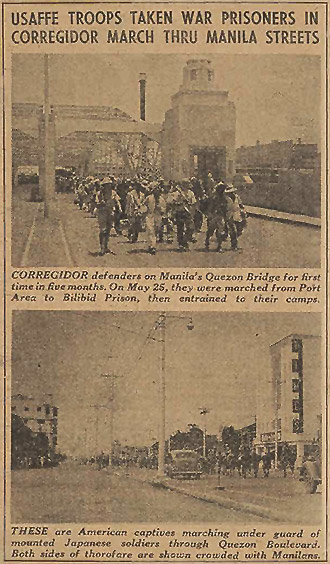 USAFFE TROOPS TAKEN WAR PRISONERS IN
CORREGIDOR MARCH THRU MANILA STREETS
CORREGIDOR defenders on Manila's Quezon Bridge for first
time in five months. On May 25, they were marched from Port
Area to Bilibid Prison, then entrained to their camps.
THESE are American captives marching under guard of
mounted Japanese soldiers through Quezon Boulevard.
Both sides of thorofare are shown crowded with Manilans.